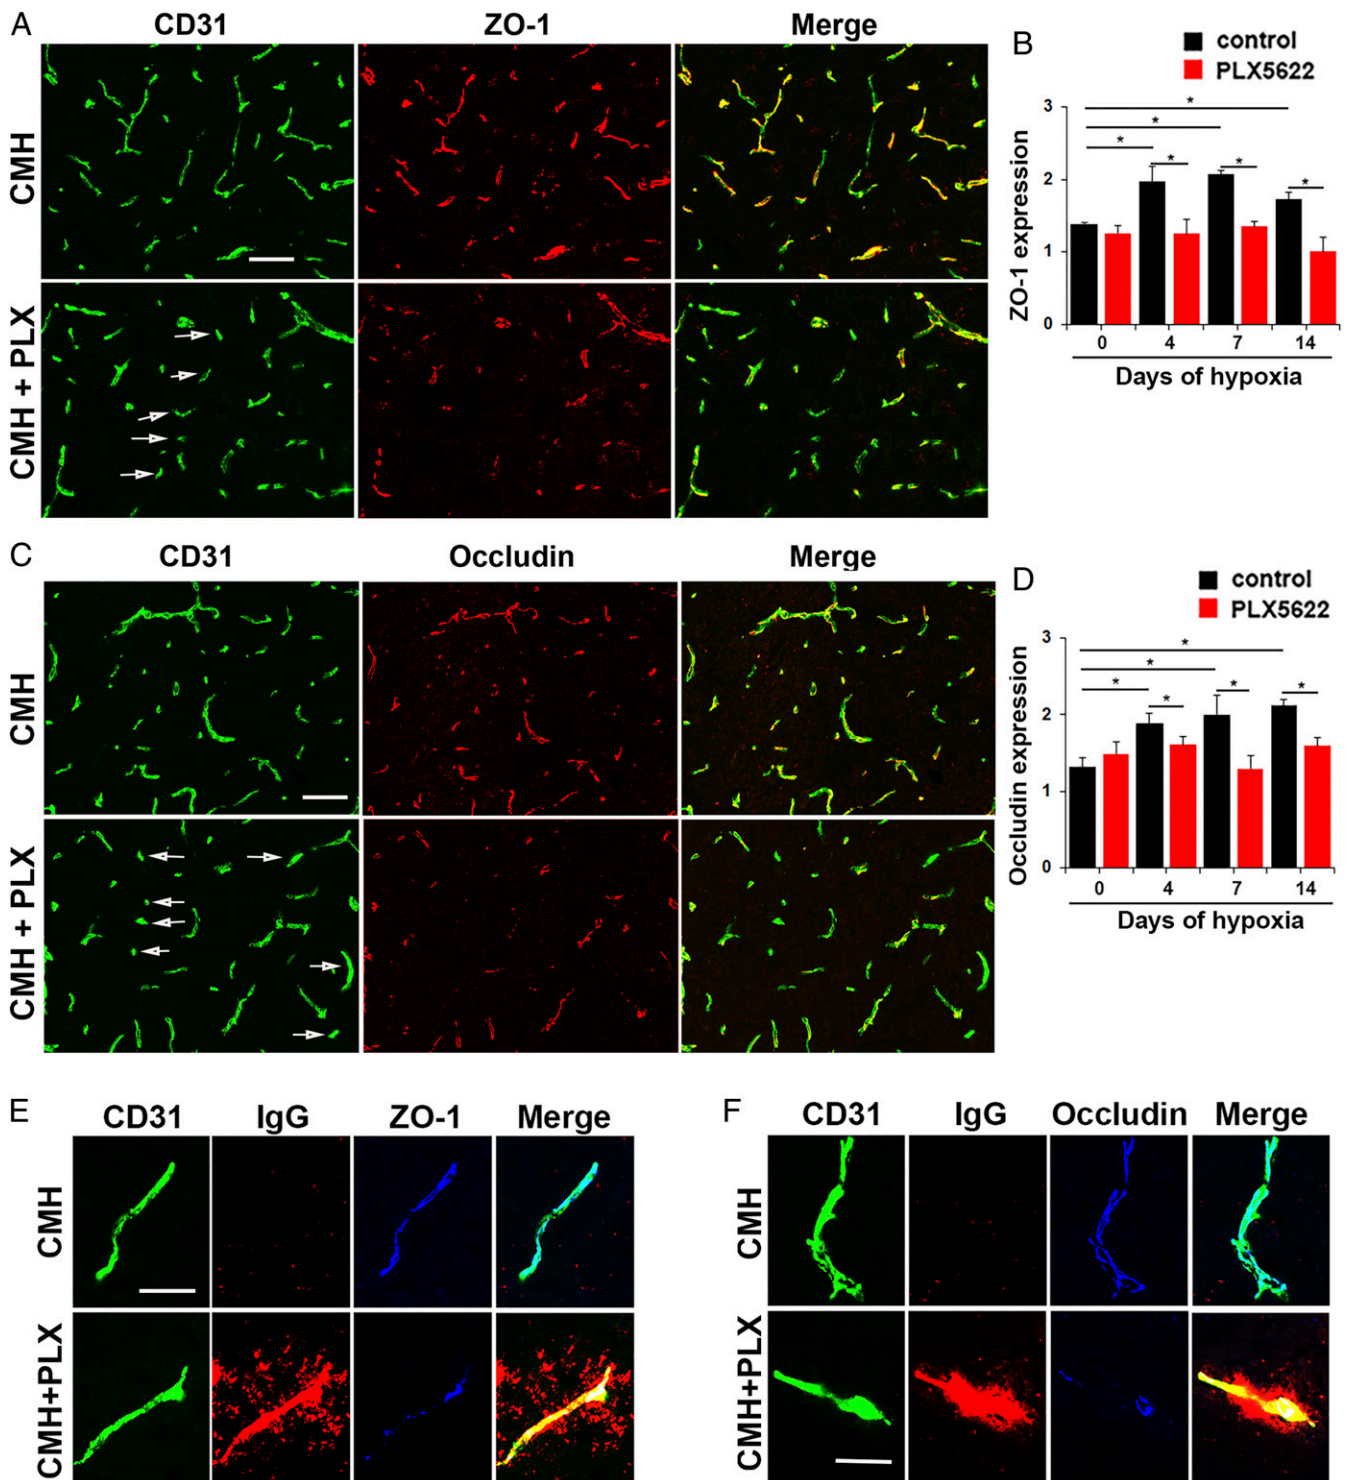 A
CD31
ZO-1
Merge
CMH
CMH + PLX
B
control
PLX5622
ZO-1 expression
3
2
1
0
* * * * * *
0 4 7 14
Days of hypoxia
C
CD31
Occludin
Merge
CMH
CMH + PLX
D
control
PLX5622
Occludin expression
3
2
1
0
* * * * * *
0 4 7 14
Days of hypoxia
E
CD31
IgG
ZO-1
Merge
CMH
CMH+PLX
F
CD31
IgG
Occludin
Merge
CMH
CMH+PLX